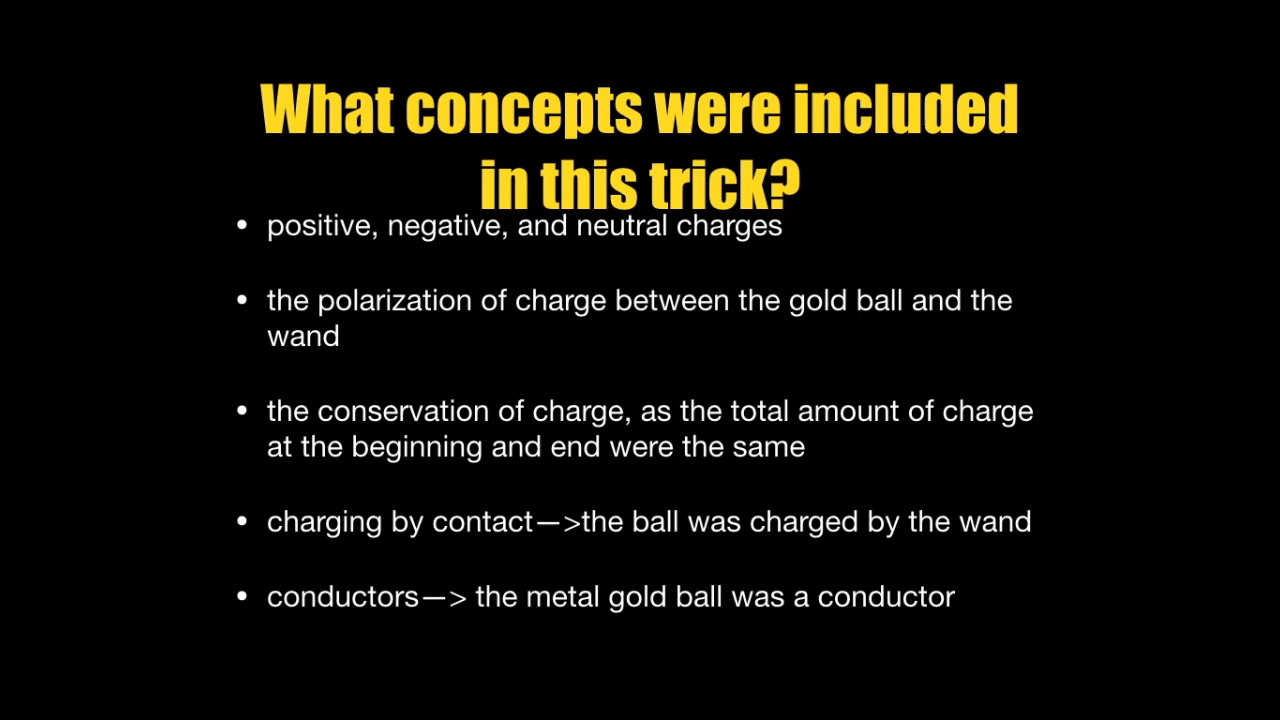 What concepts were included
in this trick?
• positive, negative, and neutral charges
• the polarization of charge between the gold ball and the
wand
• the conservation of charge, as the total amount of charge
at the beginning and end were the same
• charging by contact—>the ball was charged by the wand
• conductors—> the metal gold ball was a conductor